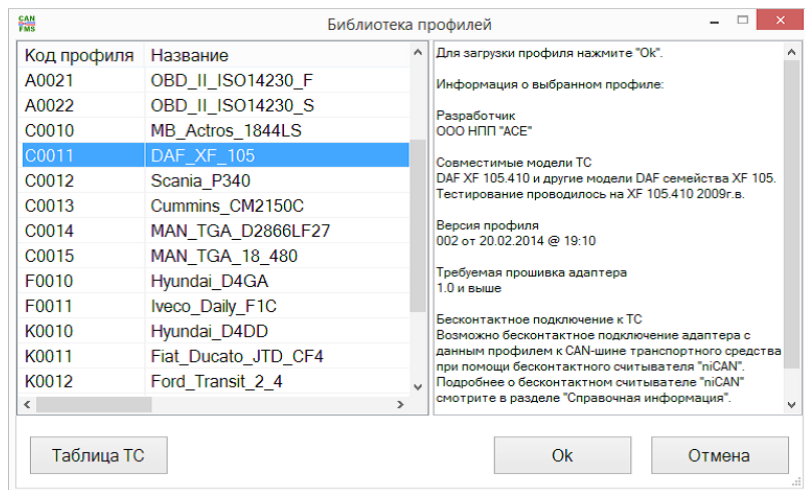 CAN
FMS
Библиотека профилей
Код профиля Название
A0021 OBD_II_ISO14230_F
A0022 OBD_II_ISO14230_S
C0010 MB_Actros_1844LS
C0011 DAF_XF_105
C0012 Scania_P340
C0013 Cummins_CM2150C
C0014 MAN_TGA_D2866LF27
C0015 MAN_TGA_18_480
F0010 Hyundai_D4GA
F0011 Iveco_Daily_F1C
K0010 Hyundai_D4DD
K0011 Fiat_Ducato_JTD_CF4
K0012 Ford_Transit_2_4
Для загрузки профиля нажмите "Ok".
Информация о выбранном профиле:
Разработчик
ООО НПП "АСЕ"
Совместимые модели ТС
DAF XF 105.410 и другие модели DAF семейства XF 105.
Тестирование проводилось на XF 105.410 2009г.в.
Версия профиля
002 от 20.02.2014 @ 19:10
Требуемая прошивка адаптера
1.0 и выше
Бесконтактное подключение к ТС
Возможно бесконтактное подключение адаптера с
данным профилем к CAN-шине транспортного средства
при помощи бесконтактного считывателя "niCAN".
Подробнее о бесконтактном считывателе "niCAN"
смотрите в разделе "Справочная информация".
Таблица ТС
Ok
Отмена